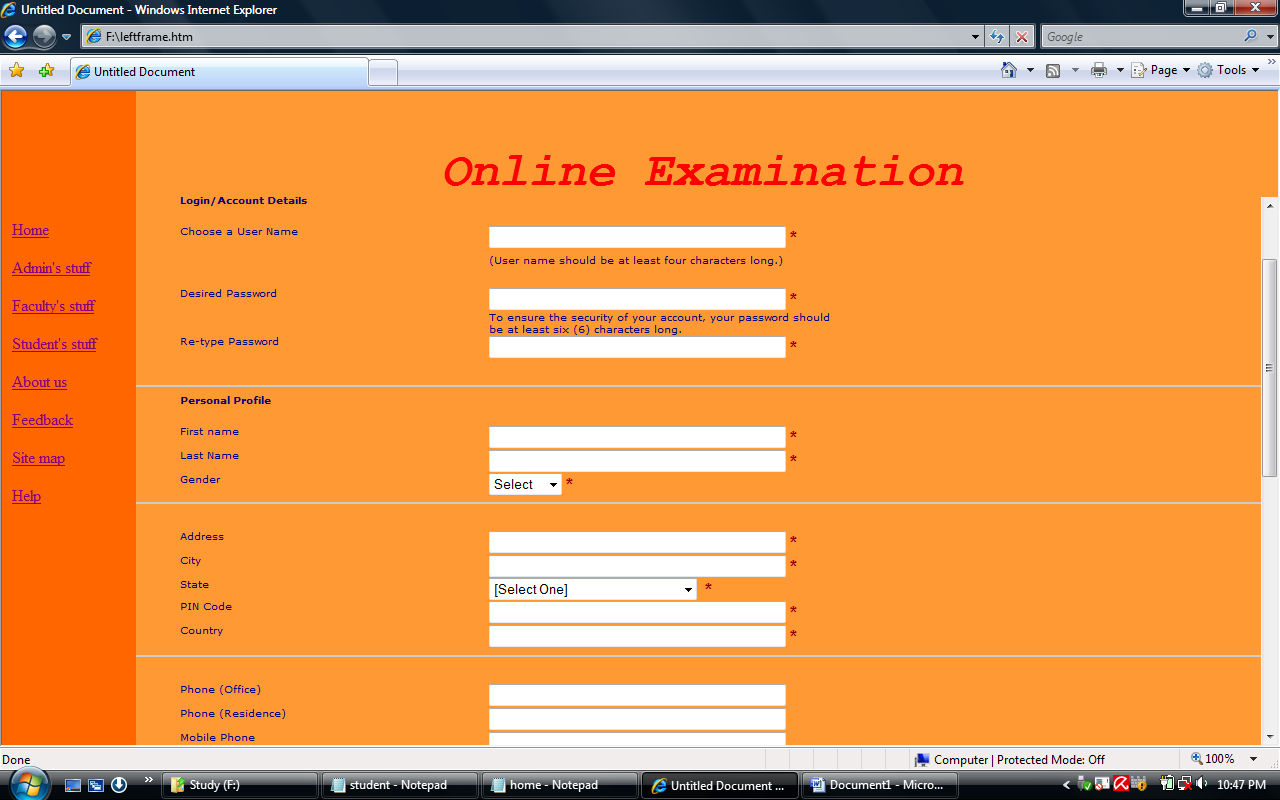 Untitled Document - Windows Internet Explorer
F:\leftframe.htm
Google
Untitled Document
Page
Tools
Online Examination
Home
Admin's stuff
Faculty's stuff
Student's stuff
About us
Feedback
Site map
Help
Login/Account Details
Choose a User Name *
(User name should be at least four characters long.)
Desired Password *
To ensure the security of your account, your password should
be at least six (6) characters long.
Re-type Password *
Personal Profile
First name *
Last Name *
Gender Select *
Address *
City *
State [Select One] *
PIN Code *
Country *
Phone (Office)
Phone (Residence)
Mobile Phone
Done
Computer | Protected Mode: Off
100%
Study (F:)
student - Notepad
home - Notepad
Untitled Document ...
Document1 - Micro...
10:47 PM